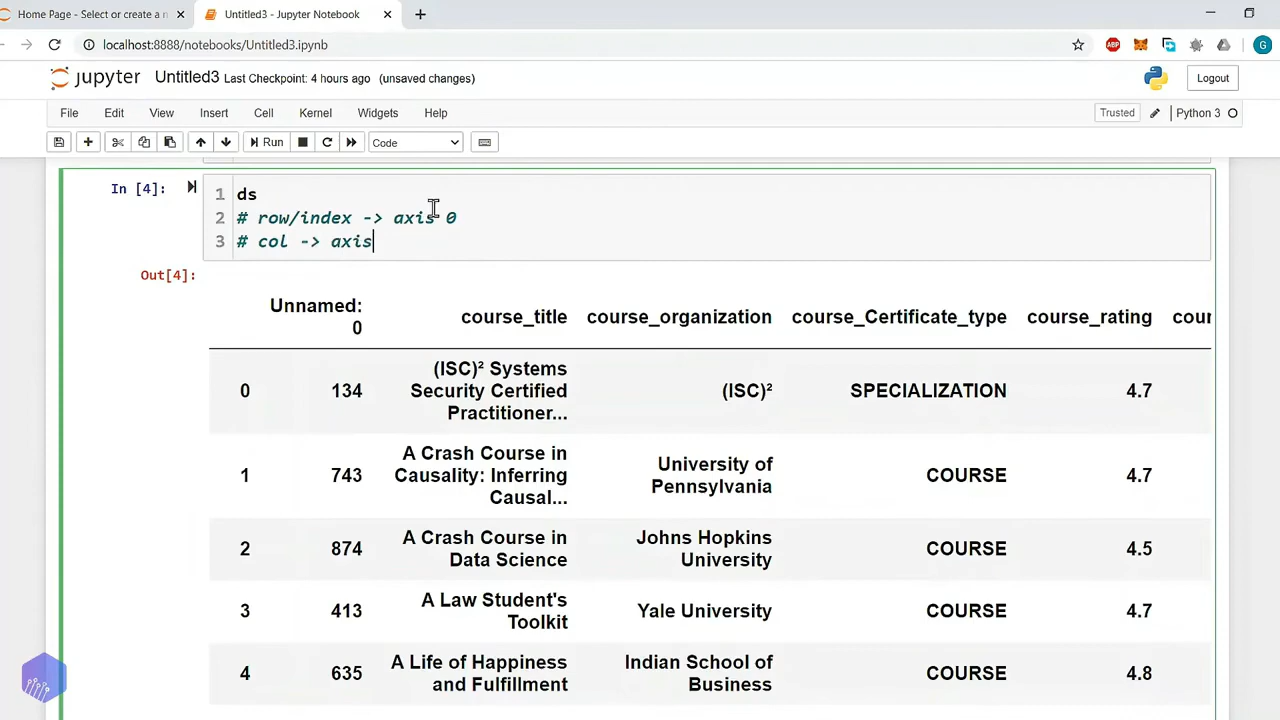 Home Page - Select or create a n
Untitled3 - Jupyter Notebook
localhost:8888/notebooks/Untitled3.ipynb
ABP
G
jupyter Untitled3 Last Checkpoint: 4 hours ago (unsaved changes)
Logout
File Edit View Insert Cell Kernel Widgets Help
Trusted
Python 3
Run
Code
In [4]:
1 ds
2 # row/index -> axis 0
3 # col -> axis
Out[4]:
Unnamed:
0
course_title course_organization course_Certificate_type course_rating cour
0 134 (ISC)² Systems
Security Certified
Practitioner...
(ISC)² SPECIALIZATION 4.7
1 743 A Crash Course in
Causality: Inferring
Causal...
University of
Pennsylvania
COURSE 4.7
2 874 A Crash Course in
Data Science
Johns Hopkins
University
COURSE 4.5
3 413 A Law Student's
Toolkit
Yale University COURSE 4.7
4 635 A Life of Happiness
and Fulfillment
Indian School of
Business
COURSE 4.8